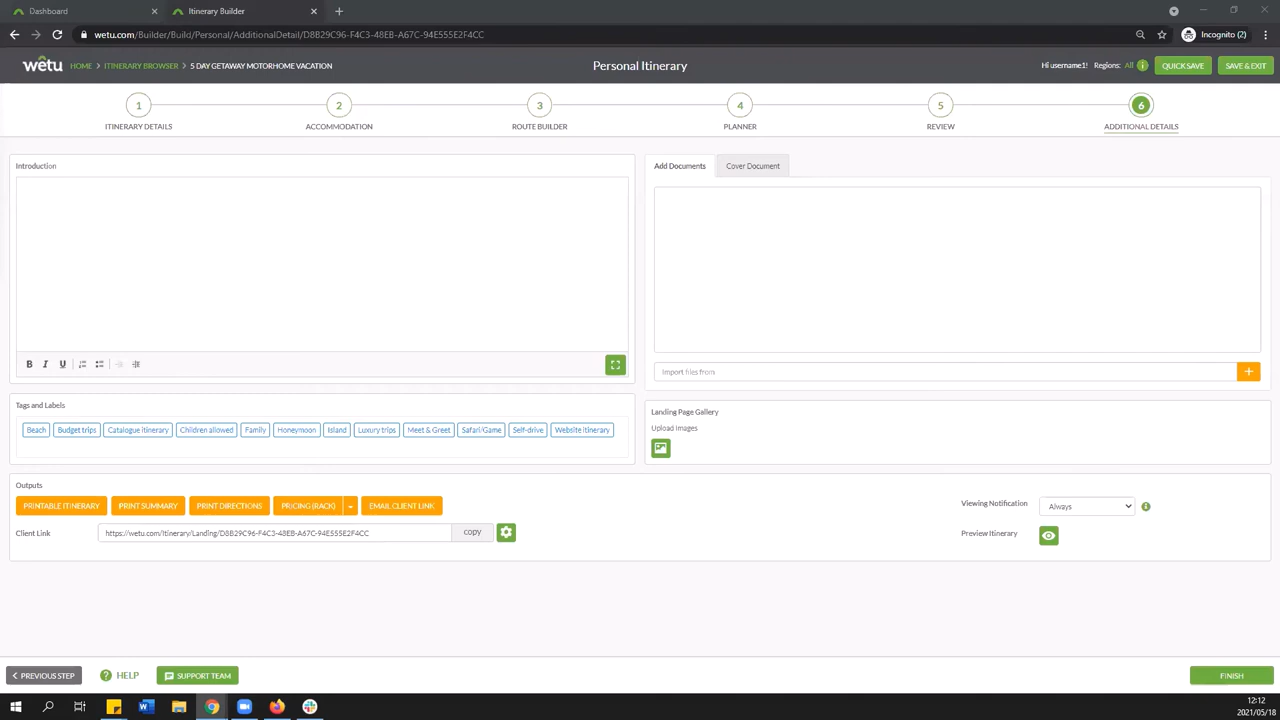 Dashboard
Itinerary Builder
wetu.com/Builder/Build/Personal/AdditionalDetail/D8B29C96-F4C3-48EB-A67C-94E555E2F4CC
Incognito (2)
wetu HOME > ITINERARY BROWSER > 5 DAY GETAWAY MOTORHOME VACATION
Personal Itinerary
Hi username1! Regions: All
QUICK SAVE
SAVE & EXIT
1 2 3 4 5 6
ITINERARY DETAILS ACCOMMODATION ROUTE BUILDER PLANNER REVIEW ADDITIONAL DETAILS
Introduction
B I U
Add Documents Cover Document
Import files from
Tags and Labels
Beach Budget trips Catalogue itinerary Children allowed Family Honeymoon Island Luxury trips Meet & Greet Safari/Game Self-drive Website itinerary
Landing Page Gallery
Upload Images
Outputs
PRINTABLE ITINERARY PRINT SUMMARY PRINT DIRECTIONS PRICING (RACK) EMAIL CLIENT LINK
Client Link https://wetu.com/Itinerary/Landing/D8B29C96-F4C3-48EB-A67C-94E555E2F4CC copy
Viewing Notification Always
Preview Itinerary
PREVIOUS STEP HELP SUPPORT TEAM FINISH
12:12
2021/05/18